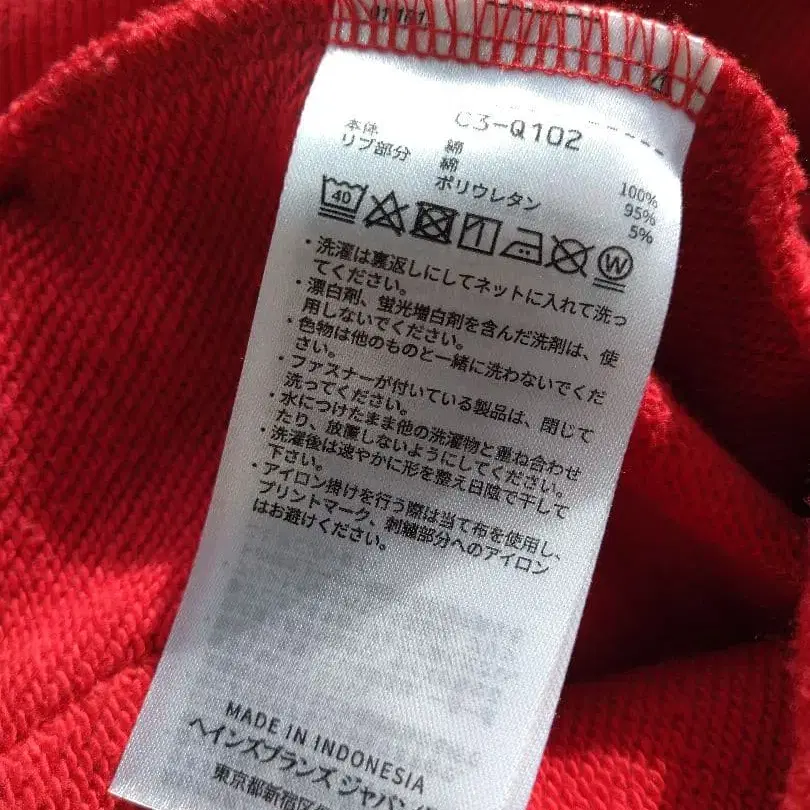 C3-Q102
本体 綿 100%
リブ部分 綿 95%
ポリウレタン 5%
40 W
・洗濯は裏返しにしてネットに入れて洗っ
てください。
・漂白剤、蛍光増白剤を含んだ洗剤は、使
用しないでください。
・色物は他のものと一緒に洗わないでくだ
さい。
・ファスナーが付いている製品は、閉じて
洗ってください。
・水につけたまま他の洗濯物と重ね合わせ
たり、放置しないようにしてください。
・洗濯後は速やかに形を整え日陰で干して
下さい。
・アイロン掛けを行う際は当て布を使用し、
プリントマーク、刺繍部分へのアイロン
はお避けください。
MADE IN INDONESIA
ヘインズブランズ ジャパン
東京都新宿区